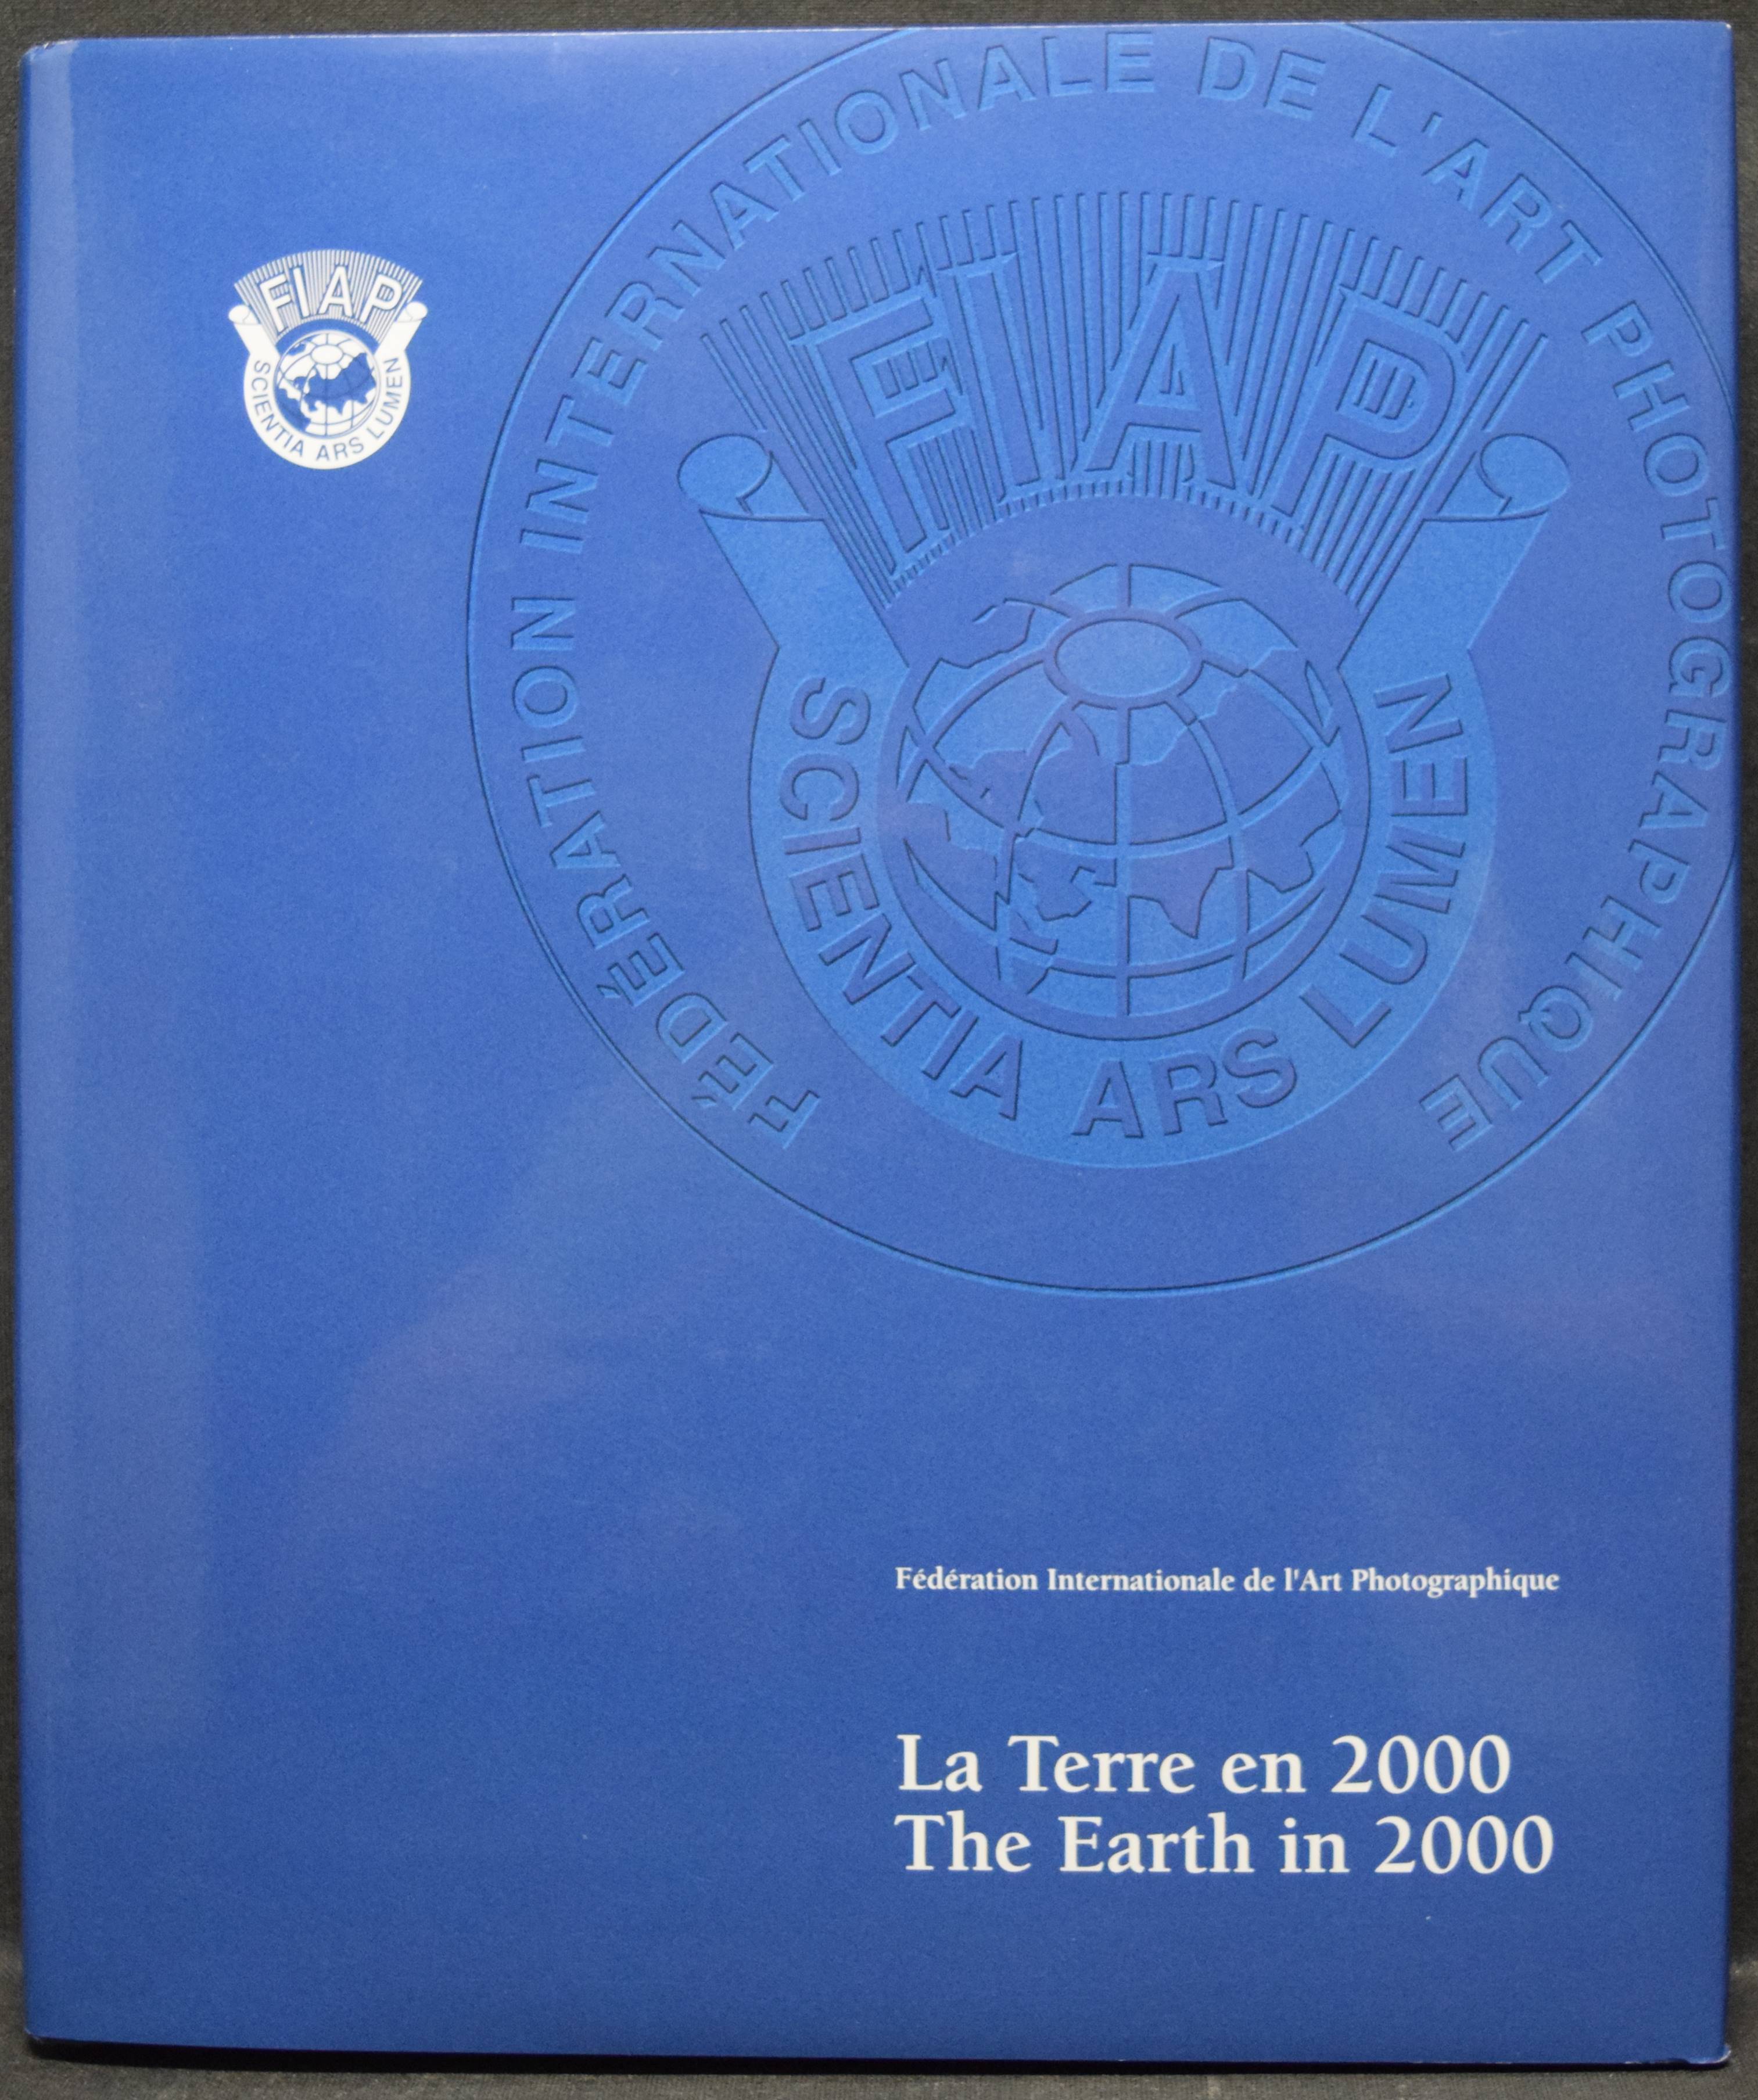 FÉDÉRATION INTERNATIONALE DE L'ART PHOTOGRAPHIQUE
FIAP
SCIENTIA ARS LUMEN
FIAP
SCIENTIA ARS LUMEN
Fédération Internationale de l'Art Photographique
La Terre en 2000
The Earth in 2000